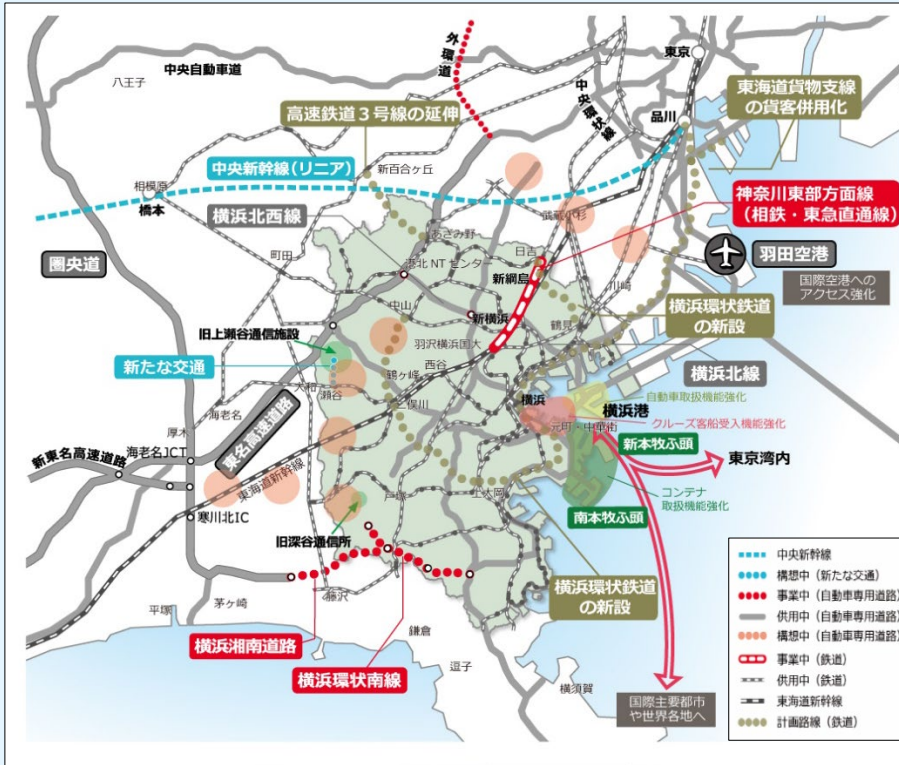 外環道
東京
中央自動車道
八王子
東海道貨物支線
の貨客併用化
中央環状線
高速鉄道３号線の延伸
品川
新百合ヶ丘
中央新幹線(リニア)
相模原
橋本
神奈川東部方面線
（相鉄・東急直通線）
武蔵小杉
横浜北西線
あざみ野
町田
日吉
羽田空港
圏央道
港北 NT センター
新綱島
国際空港への
アクセス強化
川崎
中山
新横浜
横浜環状鉄道
の新設
鶴見
旧上瀬谷通信施設
羽沢横浜国大
西谷
新たな交通
鶴ヶ峰
横浜北線
大和
瀬谷
自動車取扱機能強化
二俣川
横浜
横浜港
海老名
クルーズ客船受入機能強化
元町・中華街
厚木
東名高速道路
海老名JCT
新本牧ふ頭
東京湾内
新東名高速道路
東海道新幹線
上大岡
コンテナ
取扱機能強化
戸塚
寒川北IC
南本牧ふ頭
旧深谷通信所
横浜環状鉄道
の新設
藤沢
茅ヶ崎
平塚
鎌倉
横浜湘南道路
逗子
横浜環状南線
横須賀
国際主要都市
や世界各地へ
中央新幹線
構想中（新たな交通）
事業中（自動車専用道路）
供用中（自動車専用道路）
構想中（自動車専用道路）
事業中（鉄道）
供用中（鉄道）
東海道新幹線
計画路線（鉄道）